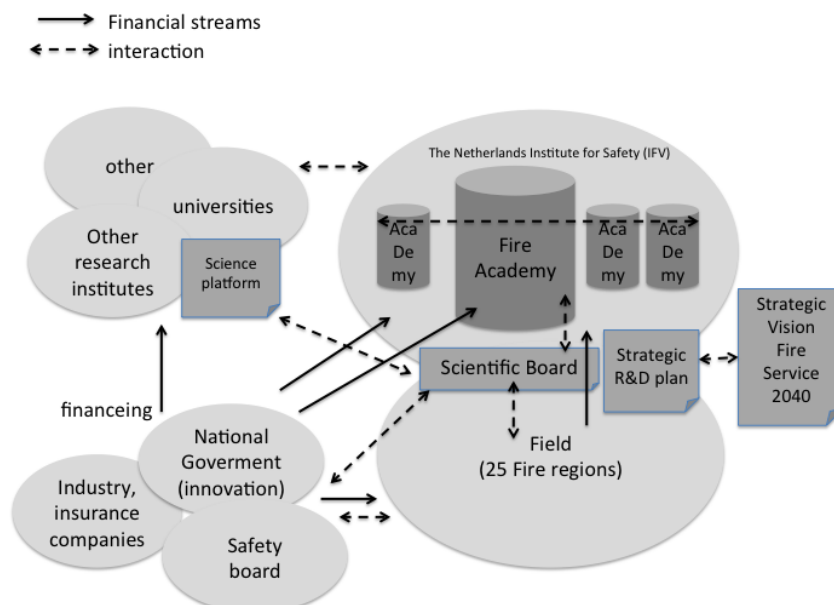 Financial streams
interaction
The Netherlands Institute for Safety (IFV)
other
universities
Other
research
institutes
Science
platform
Aca
De
my
Fire
Academy
Aca
De
my
Aca
De
my
Strategic
Vision
Fire
Service
2040
Scientific Board
Strategic
R&D plan
financeing
National
Goverment
(innovation)
Field
(25 Fire regions)
Industry,
insurance
companies
Safety
board